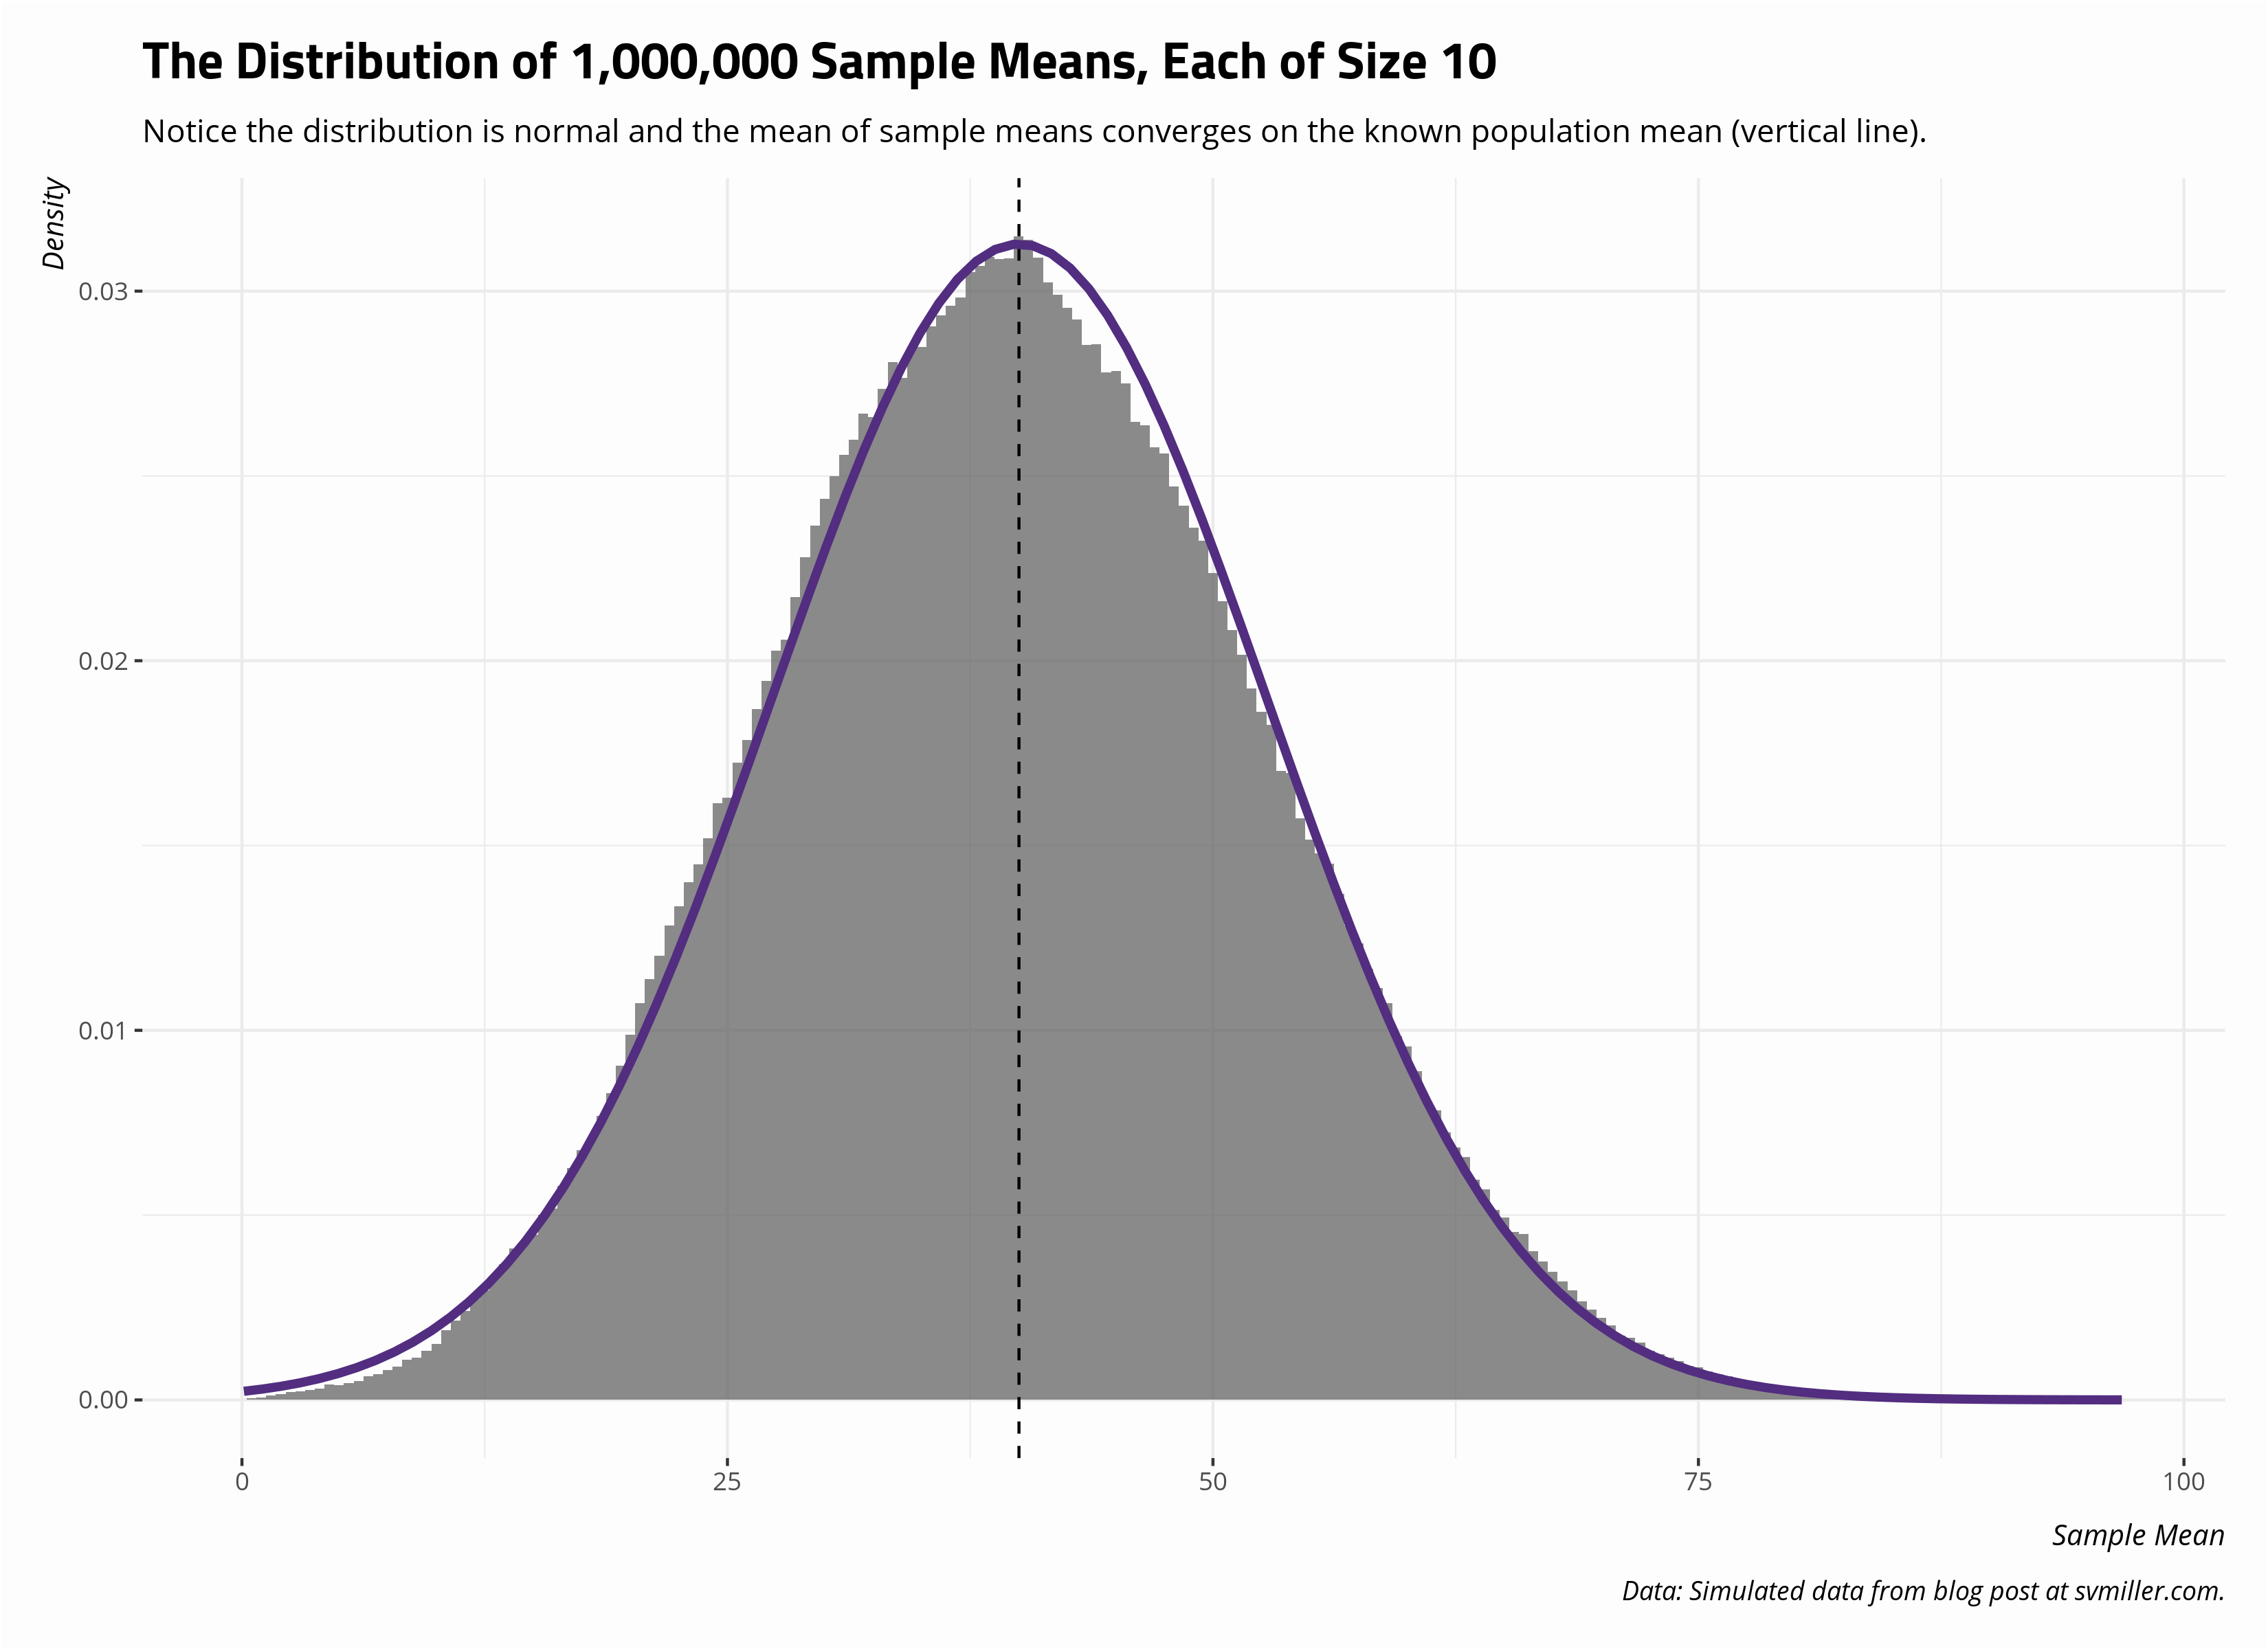 The Distribution of 1,000,000 Sample Means, Each of Size 10
Notice the distribution is normal and the mean of sample means converges on the known population mean (vertical line).
Density
0.03
0.02
0.01
0.00
0 25 50 75 100
Sample Mean
Data: Simulated data from blog post at svmiller.com.